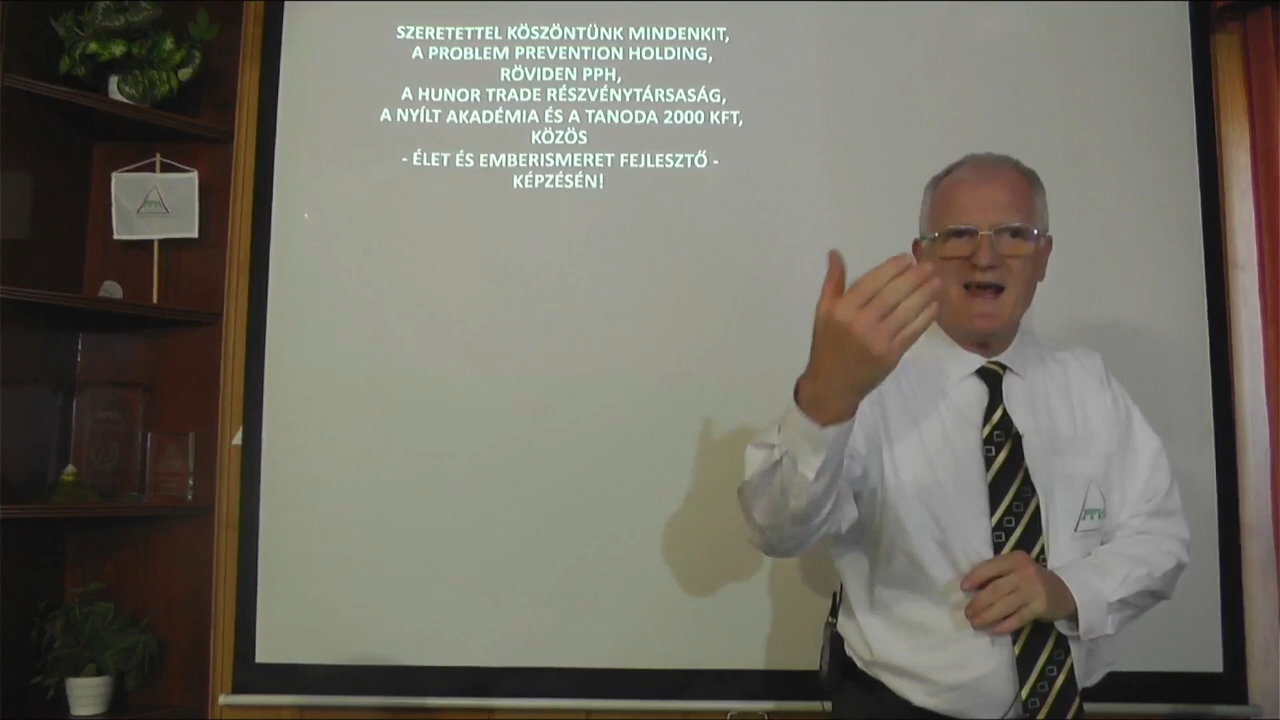 SZERETETTEL KÖSZÖNTÜNK MINDENKIT,
A PROBLEM PREVENTION HOLDING,
RÖVIDEN PPH,
A HUNOR TRADE RÉSZVÉNYTÁRSASÁG,
A NYÍLT AKADÉMIA ÉS A TANODA 2000 KFT,
KÖZÖS
- ÉLET ÉS EMBERISMERET FEJLESZTŐ -
KÉPZÉSÉN!
PPH